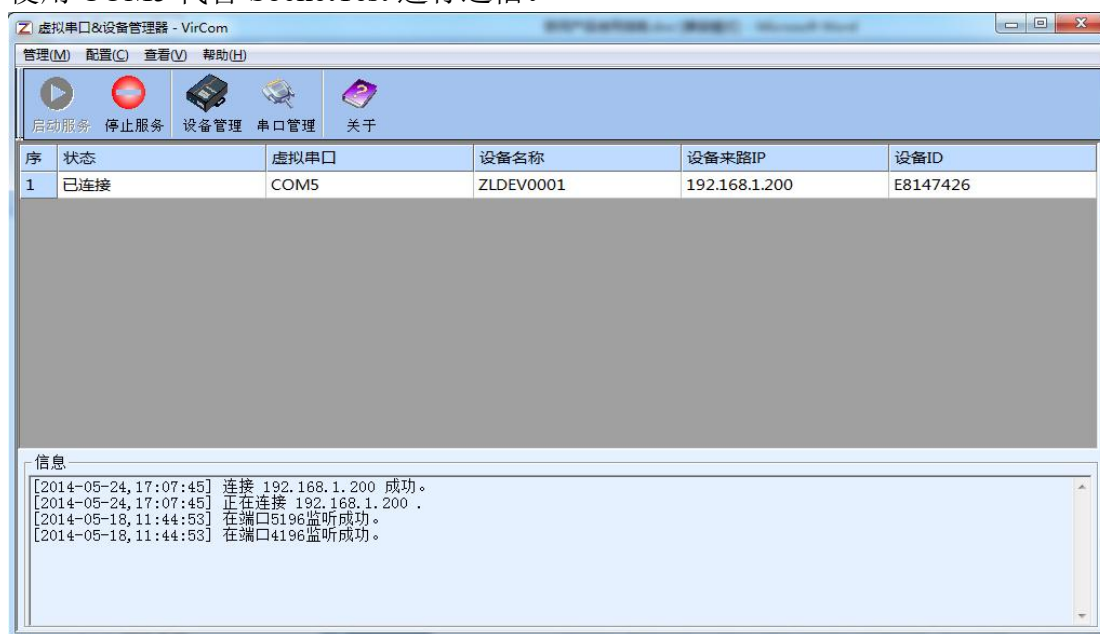 虚拟串口&设备管理器 - VirCom
管理(M) 配置(C) 查看(V) 帮助(H)
启动服务 停止服务 设备管理 串口管理 关于
序 状态 虚拟串口 设备名称 设备来路IP 设备ID
1 已连接 COM5 ZLDEV0001 192.168.1.200 E8147426
信息
[2014-05-24,17:07:45] 连接 192.168.1.200 成功。
[2014-05-24,17:07:45] 正在连接 192.168.1.200 .
[2014-05-18,11:44:53] 在端口5196监听成功。
[2014-05-18,11:44:53] 在端口4196监听成功。